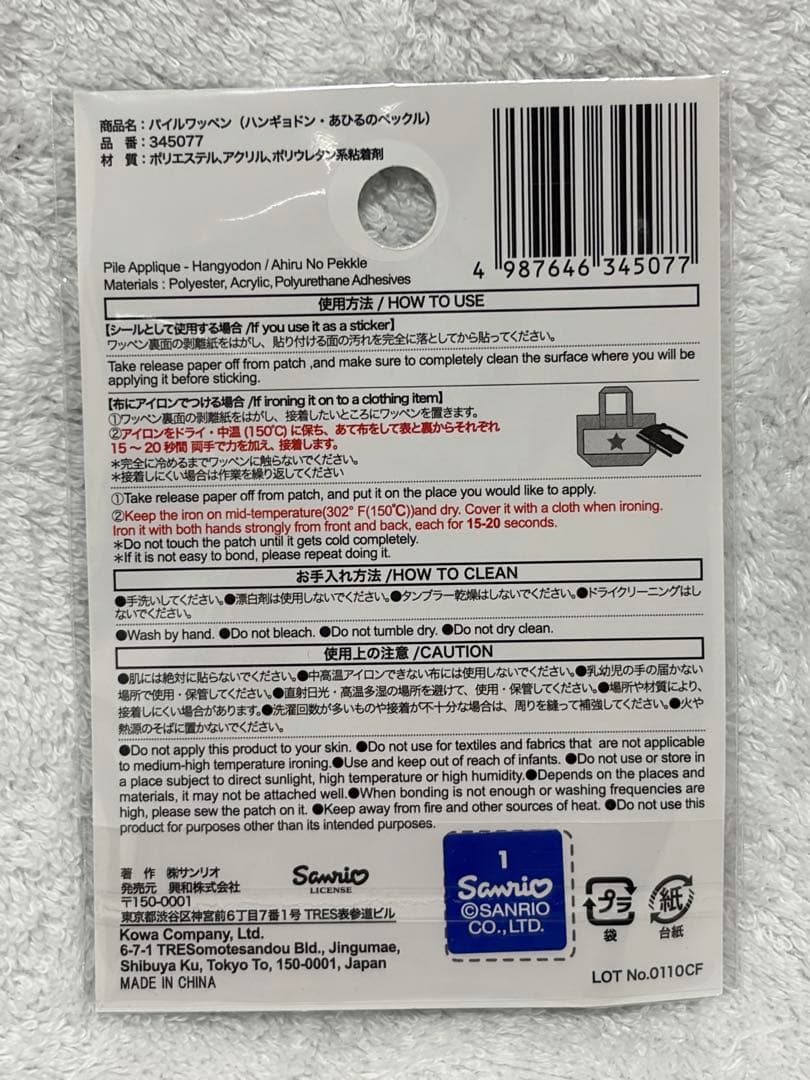 商品名：パイルワッペン（ハンギョドン・あひるのペックル）
品　番：345077
材　質：ポリエステル、アクリル、ポリウレタン系粘着剤
4 987646 345077
Pile Applique - Hangyodon / Ahiru No Pekkle
Materials : Polyester, Acrylic, Polyurethane Adhesives
使用方法 / HOW TO USE
【シールとして使用する場合 /If you use it as a sticker】
ワッペン裏面の剥離紙をはがし、貼り付ける面の汚れを完全に落としてから貼ってください。
Take release paper off from patch ,and make sure to completely clean the surface where you will be
applying it before sticking.
【布にアイロンでつける場合 /If ironing it on to a clothing item】
①ワッペン裏面の剥離紙をはがし、接着したいところにワッペンを置きます。
②アイロンをドライ・中温 (150℃) に保ち、あて布をして表と裏からそれぞれ
15 ～ 20 秒間 両手で力を加え、接着します。
＊完全に冷めるまでワッペンに触らないでください。
＊接着しにくい場合は作業を繰り返してください
①Take release paper off from patch, and put it on the place you would like to apply.
②Keep the iron on mid-temperature(302° F(150℃))and dry. Cover it with a cloth when ironing.
Iron it with both hands strongly from front and back, each for 15-20 seconds.
＊Do not touch the patch until it gets cold completely.
＊If it is not easy to bond, please repeat doing it.
お手入れ方法 /HOW TO CLEAN
●手洗いしてください。●漂白剤は使用しないでください。●タンブラー乾燥はしないでください。●ドライクリーニングはし
ないでください。
●Wash by hand. ●Do not bleach. ●Do not tumble dry. ●Do not dry clean.
使用上の注意 /CAUTION
●肌には絶対に貼らないでください。●中高温アイロンできない布には使用しないでください。●乳幼児の手の届かない
場所で使用・保管してください。●直射日光・高温多湿の場所を避けて、使用・保管してください。●場所や材質により、
接着しにくい場合があります。●洗濯回数が多いものや接着が不十分な場合は、周りを縫って補強してください。●火や
熱源のそばに置かないでください。
●Do not apply this product to your skin. ●Do not use for textiles and fabrics that are not applicable
to medium-high temperature ironing.●Use and keep out of reach of infants. ●Do not use or store in
a place subject to direct sunlight, high temperature or high humidity.●Depends on the places and
materials, it may not be attached well.●When bonding is not enough or washing frequencies are
high, please sew the patch on it. ●Keep away from fire and other sources of heat. ●Do not use this
product for purposes other than its intended purposes.
著　作　㈱サンリオ
発売元　興和株式会社
〒150-0001
東京都渋谷区神宮前6丁目7番1号 TRES表参道ビル
Kowa Company, Ltd.
6-7-1 TRESomotesandou Bld., Jingumae,
Shibuya Ku, Tokyo To, 150-0001, Japan
MADE IN CHINA
Sanrio
LICENSE
1
Sanrio
©SANRIO
CO.,LTD.
プラ
袋
紙
台紙
LOT No.0110CF